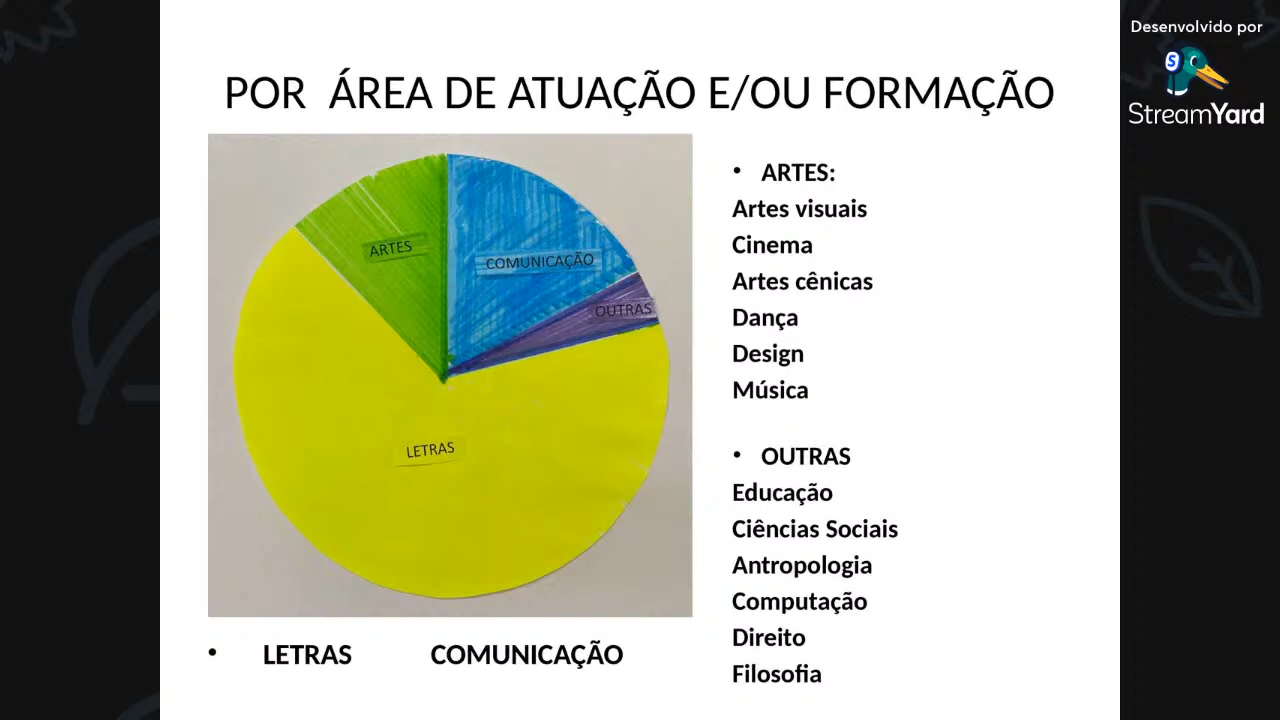 POR ÁREA DE ATUAÇÃO E/OU FORMAÇÃO
ARTES
COMUNICAÇÃO
OUTRAS
LETRAS
• LETRAS COMUNICAÇÃO
• ARTES:
Artes visuais
Cinema
Artes cênicas
Dança
Design
Música
• OUTRAS
Educação
Ciências Sociais
Antropologia
Computação
Direito
Filosofia
Desenvolvido por
S
StreamYard